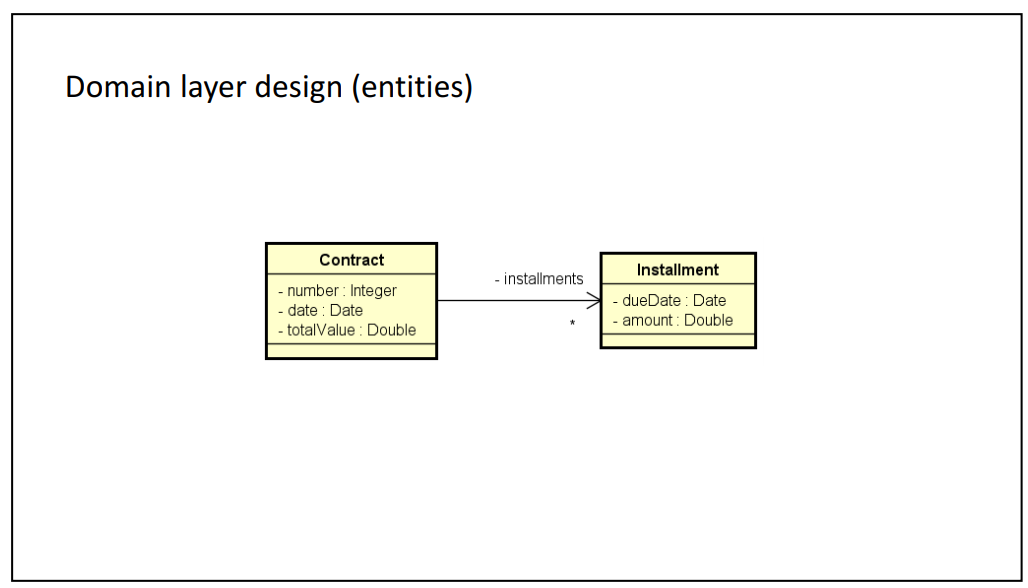 Domain layer design (entities)
Contract
- number : Integer
- date : Date
- totalValue : Double
- installments
*
Installment
- dueDate : Date
- amount : Double